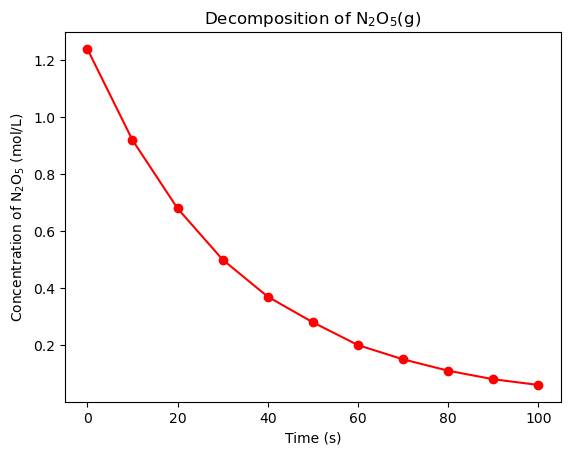 Decomposition of N₂O₅(g)
Concentration of N₂O₅ (mol/L)
1.2
1.0
0.8
0.6
0.4
0.2
0 20 40 60 80 100
Time (s)